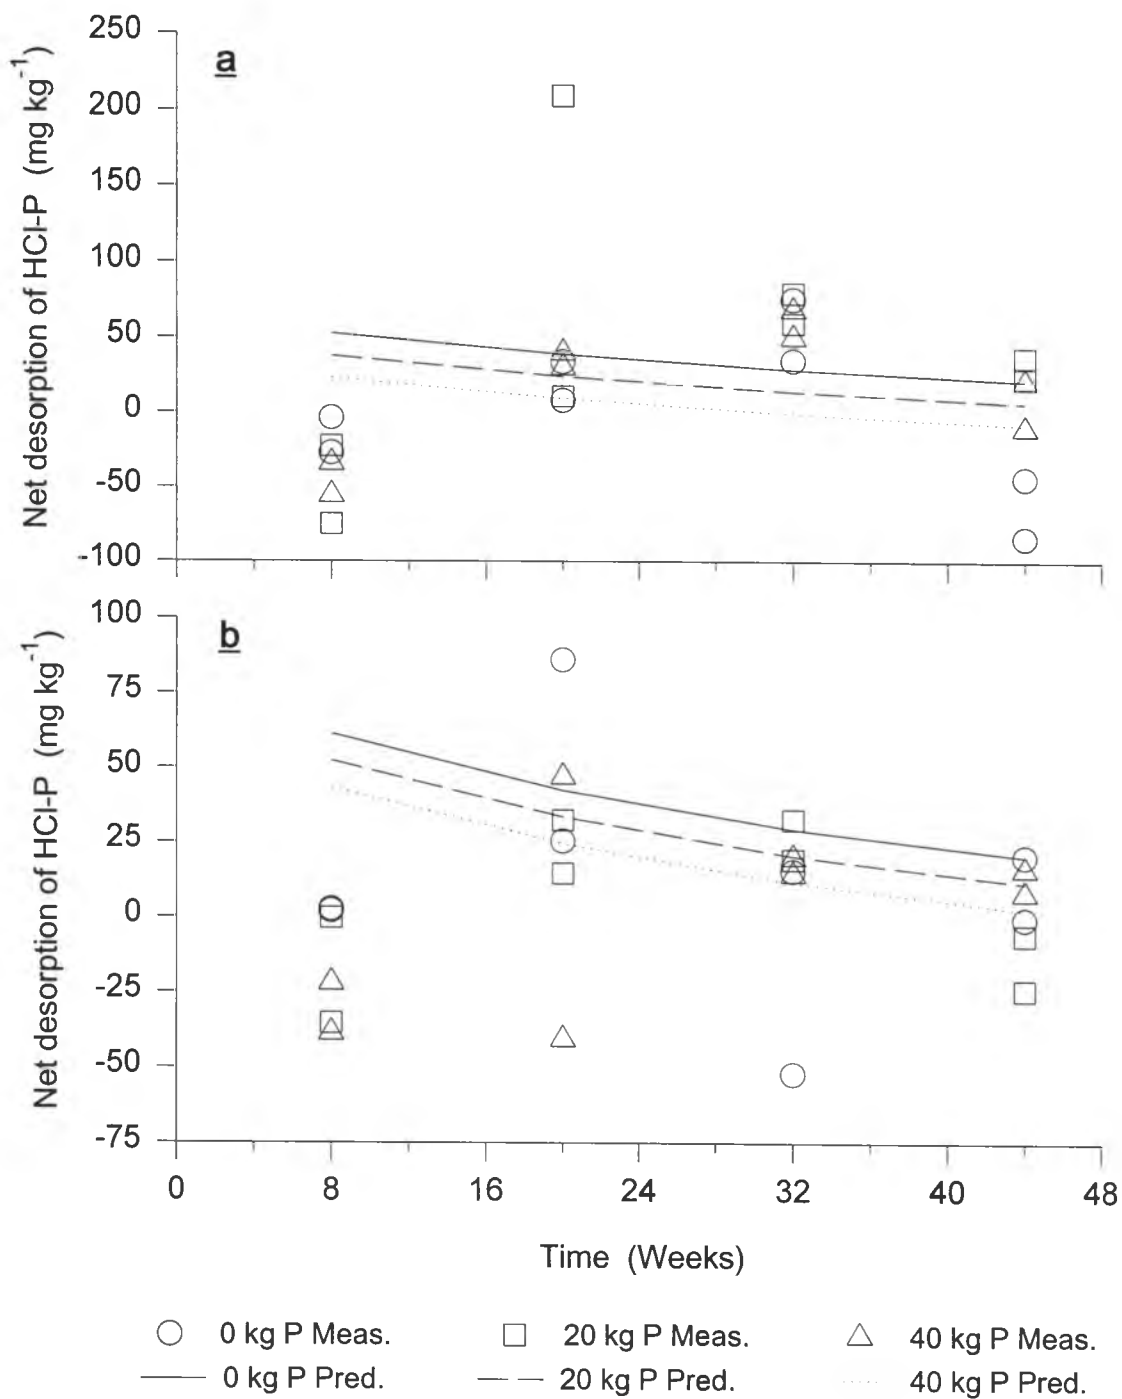 a
Net desorption of HCl-P (mg kg-1)
250
200
150
100
50
0
-50
-100
b
Net desorption of HCl-P (mg kg-1)
100
75
50
25
0
-25
-50
-75
0 8 16 24 32 40 48
Time (Weeks)
0 kg P Meas. 20 kg P Meas. 40 kg P Meas.
0 kg P Pred. 20 kg P Pred. 40 kg P Pred.